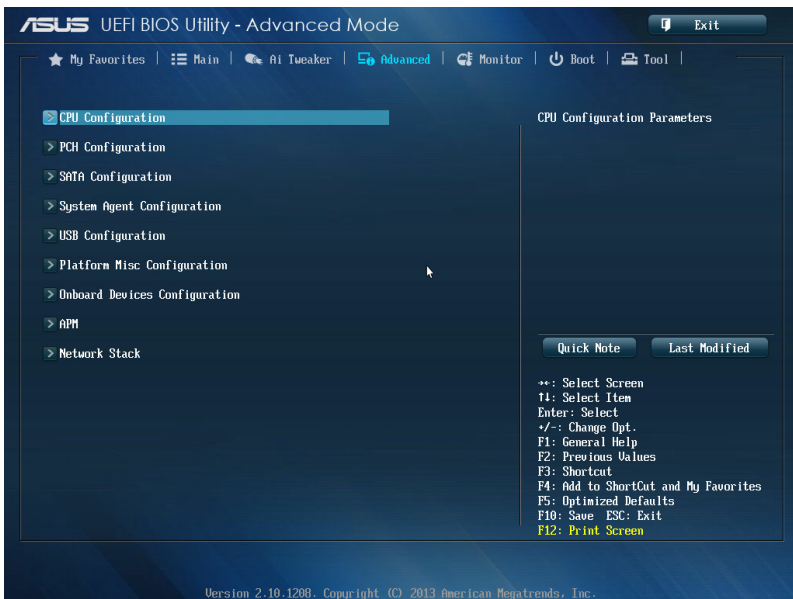 ASUS UEFI BIOS Utility - Advanced Mode
Exit
My Favorites | Main | Ai Tweaker | Advanced | Monitor | Boot | Tool |
> CPU Configuration
> PCH Configuration
> SATA Configuration
> System Agent Configuration
> USB Configuration
> Platform Misc Configuration
> Onboard Devices Configuration
> APM
> Network Stack
CPU Configuration Parameters
Quick Note
Last Modified
→←: Select Screen
↑↓: Select Item
Enter: Select
+/-: Change Opt.
F1: General Help
F2: Previous Values
F3: Shortcut
F4: Add to ShortCut and My Favorites
F5: Optimized Defaults
F10: Save ESC: Exit
F12: Print Screen
Version 2.10.1208. Copyright (C) 2013 American Megatrends, Inc.